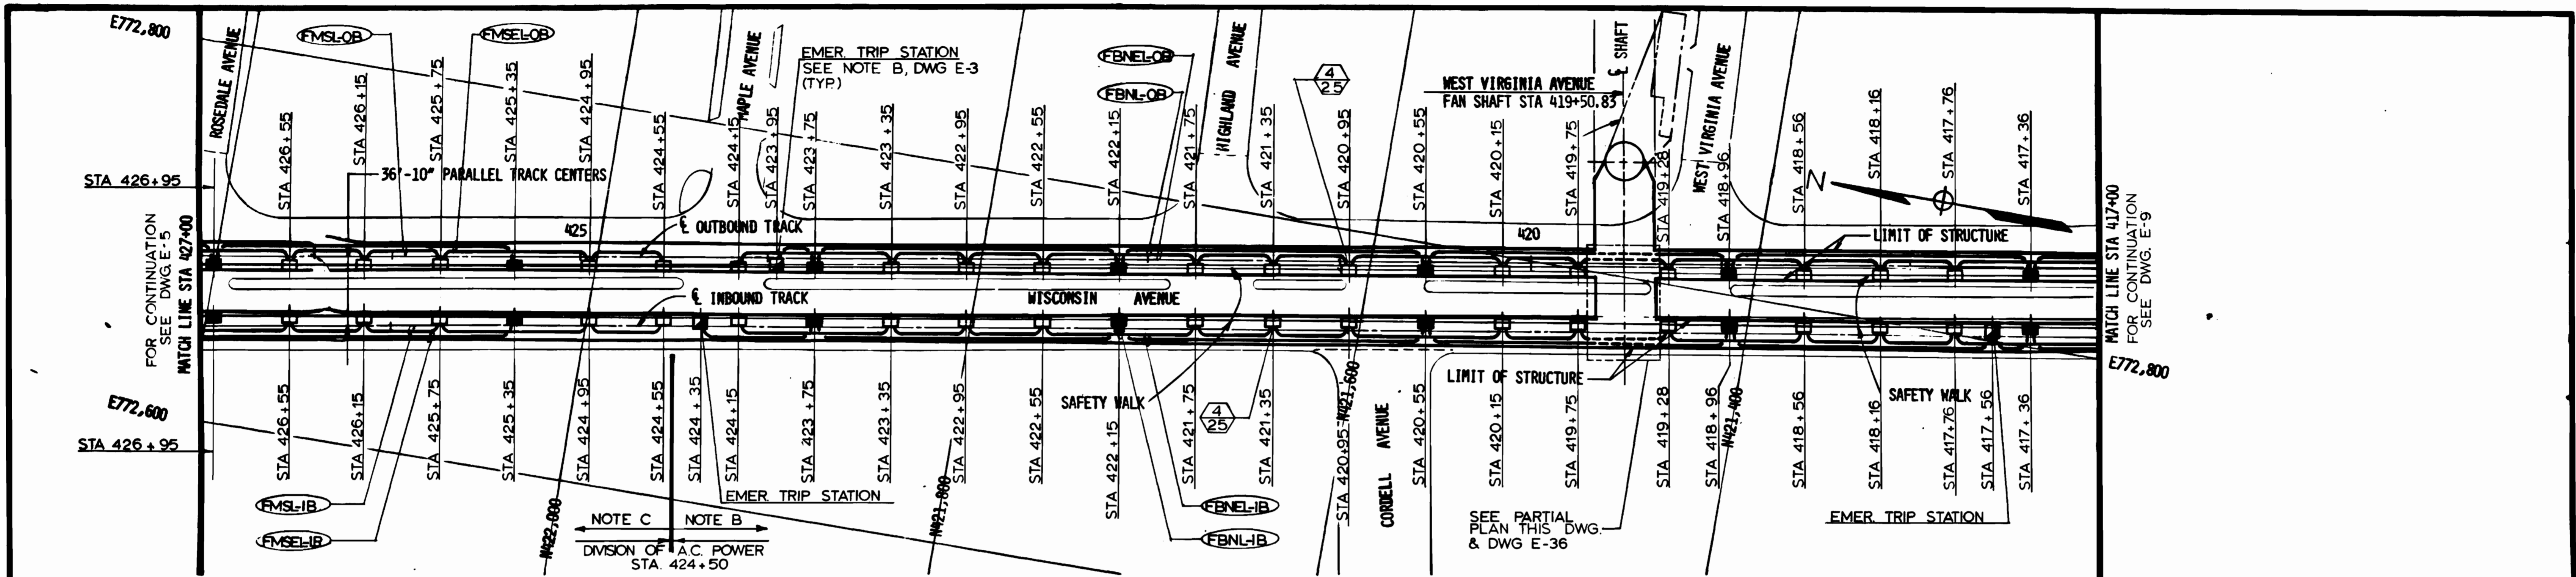 E772,800
ROSEDALE AVENUE
FMSL-OB
FMSEL-OB
MAPLE AVENUE
EMER. TRIP STATION
SEE NOTE B, DWG E-3
(TYP.)
FBNEL-OB
FBNL-OB
HIGHLAND AVENUE
4
25
WEST VIRGINIA AVENUE
FAN SHAFT STA 419+50.83
℄ SHAFT
WEST VIRGINIA AVENUE
N
STA 426+95
STA 426+55
STA 426+15
STA 425+75
STA 425+35
STA 424+95
STA 424+55
STA 424+15
STA 423+95
STA 423+75
STA 423+35
STA 422+95
STA 422+55
STA 422+15
STA 421+75
STA 421+35
STA 420+95
STA 420+55
STA 420+15
STA 419+75
STA 419+28
STA 418+96
STA 418+56
STA 418+16
STA 417+76
STA 417+36
36'-10" PARALLEL TRACK CENTERS
425
℄ OUTBOUND TRACK
420
LIMIT OF STRUCTURE
FOR CONTINUATION
SEE DWG. E-5
MATCH LINE STA 427+00
℄ INBOUND TRACK
WISCONSIN AVENUE
MATCH LINE STA 417+00
FOR CONTINUATION
SEE DWG. E-9
E772,800
E772,600
STA 426+95
STA 426+55
STA 426+15
STA 425+75
STA 425+35
STA 424+95
STA 424+55
STA 424+35
STA 424+15
STA 423+75
STA 423+35
STA 422+95
STA 422+55
STA 422+15
STA 421+75
STA 421+35
STA 420+95
STA 420+55
STA 420+15
STA 419+75
STA 419+28
STA 418+96
STA 418+56
STA 418+16
STA 417+76
STA 417+56
STA 417+36
SAFETY WALK
4
25
LIMIT OF STRUCTURE
SAFETY WALK
N422,000
N421,800
N421,600
N421,400
CORDELL AVENUE
FMSL-IB
FMSEL-IB
EMER. TRIP STATION
NOTE C
NOTE B
DIVISION OF A.C. POWER
STA. 424+50
FBNEL-IB
FBNL-IB
SEE PARTIAL
PLAN THIS DWG.
& DWG E-36
EMER. TRIP STATION